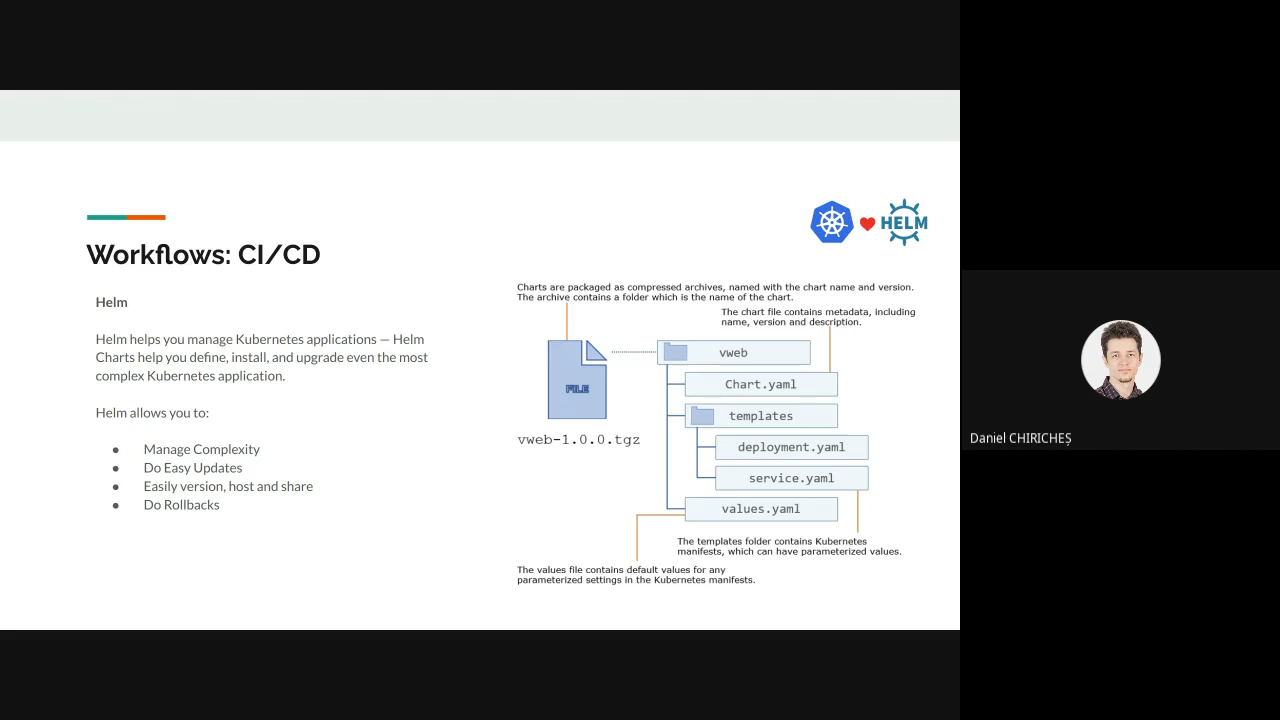 HELM
Workflows: CI/CD
Helm
Helm helps you manage Kubernetes applications — Helm
Charts help you define, install, and upgrade even the most
complex Kubernetes application.
Helm allows you to:
● Manage Complexity
● Do Easy Updates
● Easily version, host and share
● Do Rollbacks
Charts are packaged as compressed archives, named with the chart name and version.
The archive contains a folder which is the name of the chart.
The chart file contains metadata, including
name, version and description.
FILE
vweb-1.0.0.tgz
vweb
Chart.yaml
templates
deployment.yaml
service.yaml
values.yaml
The templates folder contains Kubernetes
manifests, which can have parameterized values.
The values file contains default values for any
parameterized settings in the Kubernetes manifests.
Daniel CHIRICHEȘ